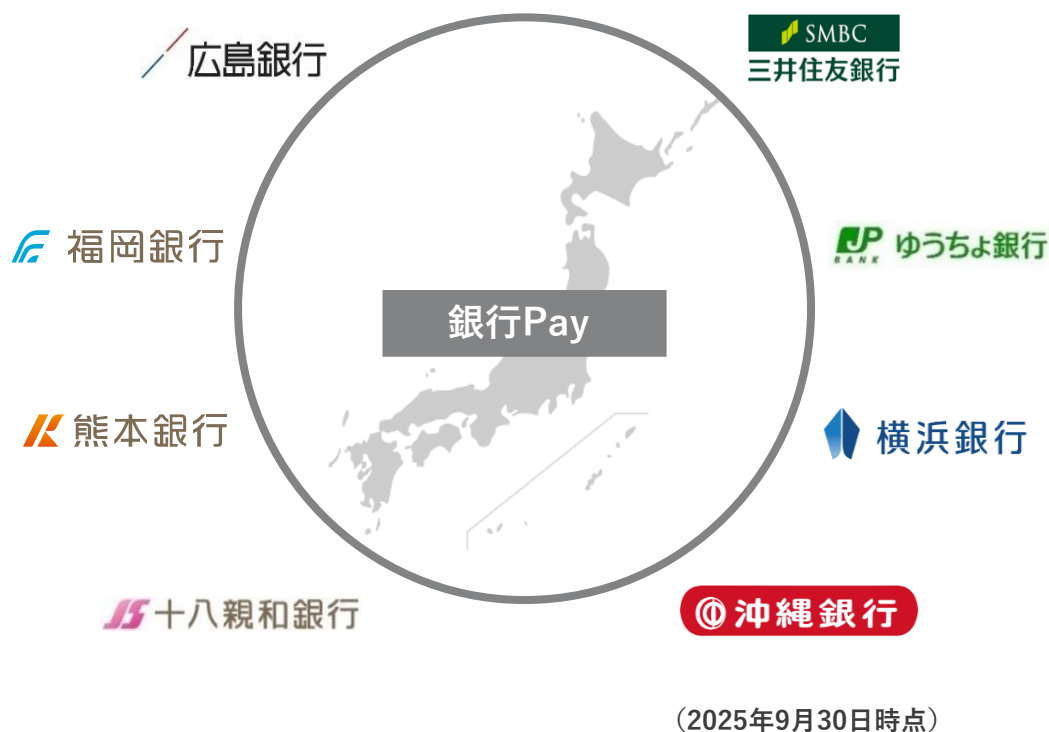 広島銀行
SMBC
三井住友銀行
福岡銀行
JP
BANK
ゆうちょ銀行
銀行Pay
熊本銀行
横浜銀行
十八親和銀行
沖縄銀行
（2025年9月30日時点）